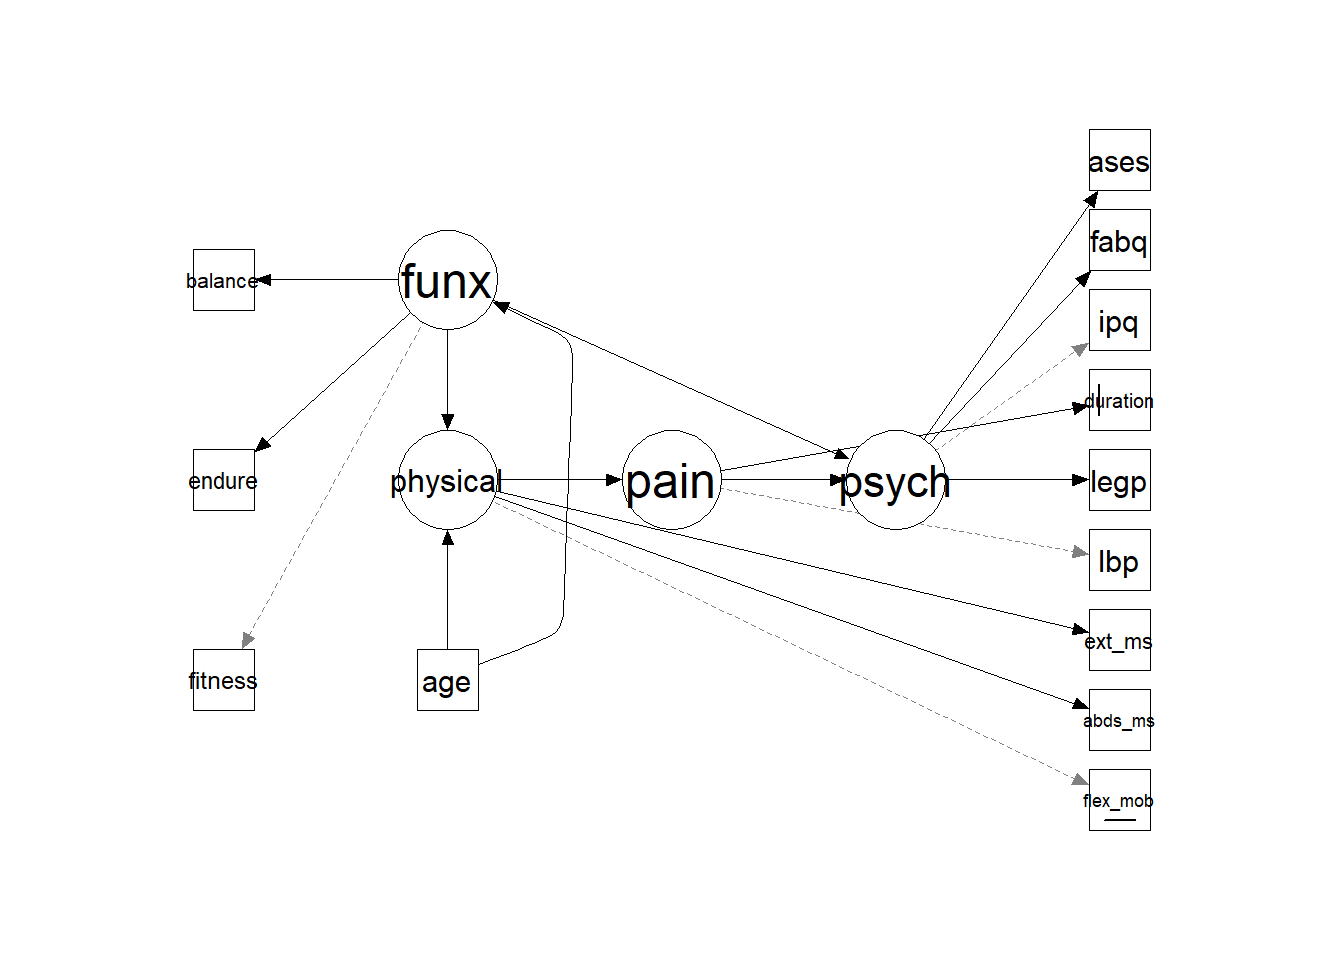 ases
fabq
funx
balance
ipq
duration
endure
physical
pain
psych
legp
lbp
ext_ms
fitness
age
abds_ms
flex_mob